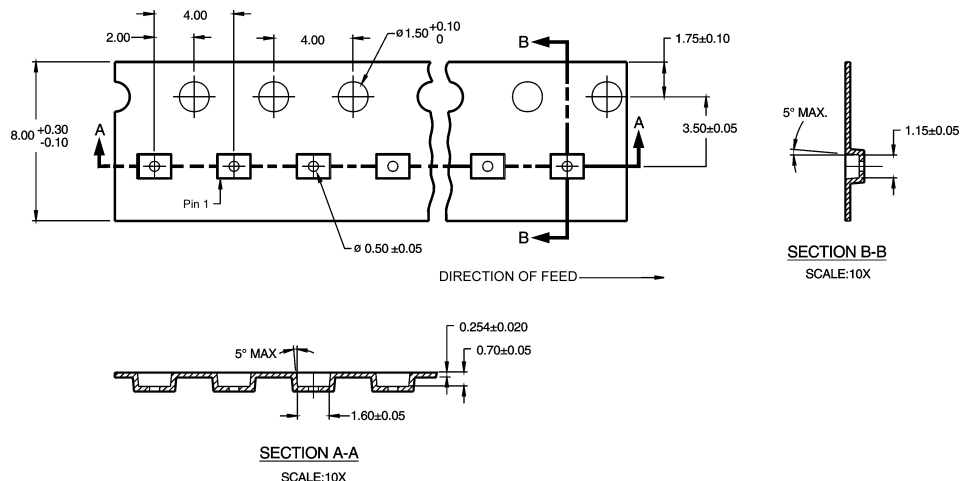 4.00
2.00
4.00
ø1.50 +0.10
0
B
1.75±0.10
8.00 +0.30
-0.10
A
A
3.50±0.05
5° MAX.
1.15±0.05
Pin 1
ø 0.50 ±0.05
B
SECTION B-B
SCALE:10X
DIRECTION OF FEED
0.254±0.020
5° MAX
0.70±0.05
1.60±0.05
SECTION A-A
SCALE:10X